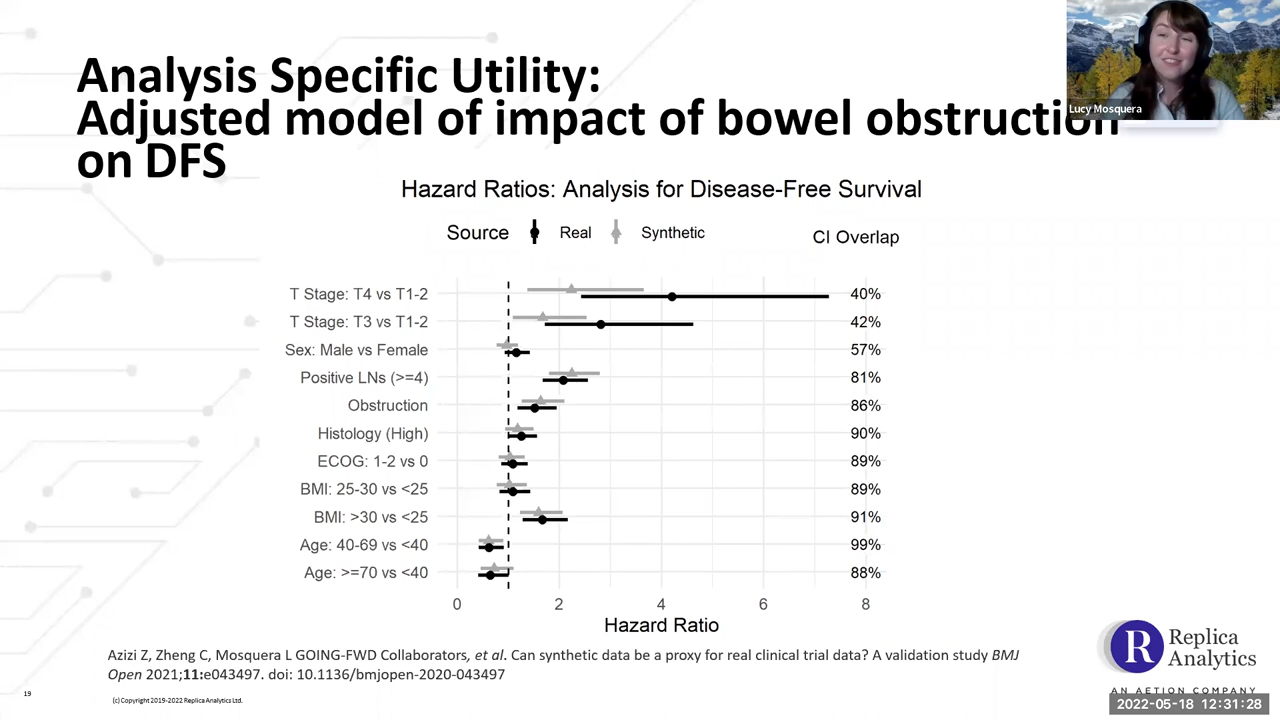 Analysis Specific Utility:
Adjusted model of impact of bowel obstruction
on DFS
Lucy Mosquera
Hazard Ratios: Analysis for Disease-Free Survival
Source Real Synthetic CI Overlap
T Stage: T4 vs T1-2 40%
T Stage: T3 vs T1-2 42%
Sex: Male vs Female 57%
Positive LNs (>=4) 81%
Obstruction 86%
Histology (High) 90%
ECOG: 1-2 vs 0 89%
BMI: 25-30 vs <25 89%
BMI: >30 vs <25 91%
Age: 40-69 vs <40 99%
Age: >=70 vs <40 88%
0 2 4 6 8
Hazard Ratio
Azizi Z, Zheng C, Mosquera L GOING-FWD Collaborators, et al. Can synthetic data be a proxy for real clinical trial data? A validation study BMJ
Open 2021;11:e043497. doi: 10.1136/bmjopen-2020-043497
19
(c) Copyright 2019-2022 Replica Analytics Ltd.
R Replica
Analytics
AN AETION COMPANY
2022-05-18 12:31:28